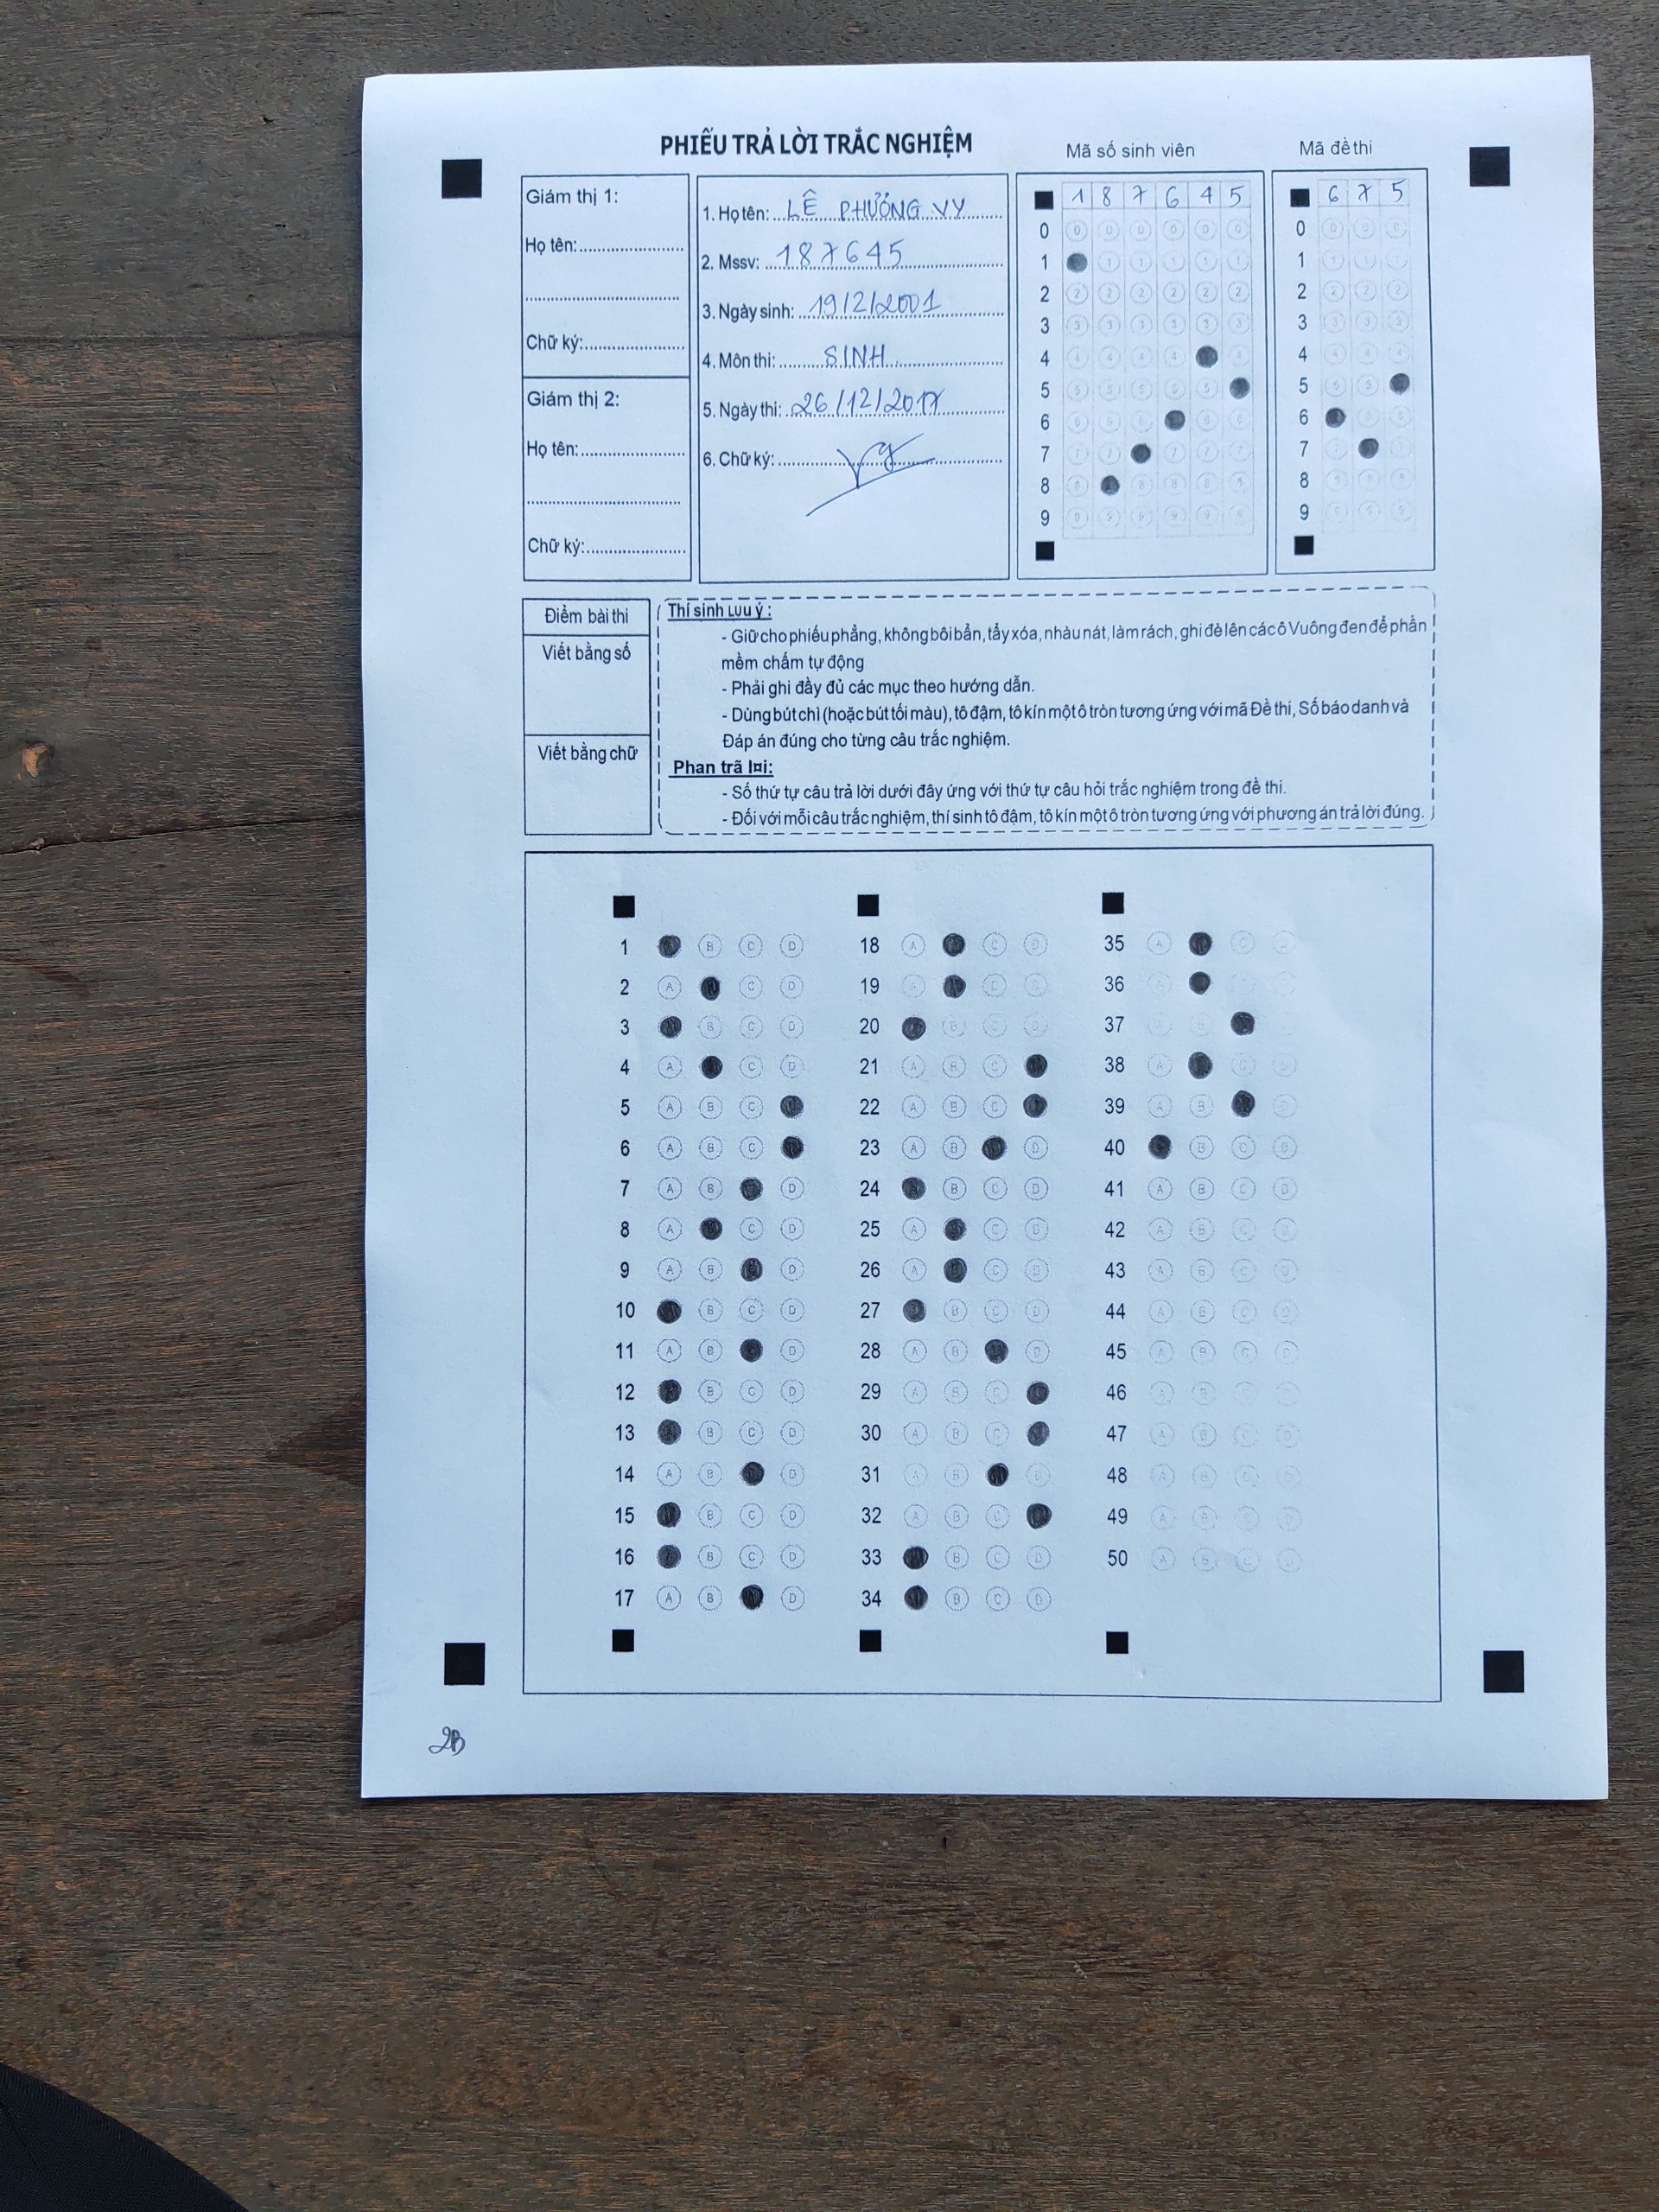 PHIẾU TRẢ LỜI TRẮC NGHIỆM
Mã số sinh viên
Mã đề thi
Giám thị 1:
Họ tên:
Chữ ký:
Giám thị 2:
Họ tên:
Chữ ký:
1. Họ tên: LÊ PHƯƠNG VY
2. Mssv: 187645
3. Ngày sinh: 19/2/2001
4. Môn thi: SINH
5. Ngày thi: 26/12/2017
6. Chữ ký: Vy
1 8 7 6 4 5
0
1
2
3
4
5
6
7
8
9
6 7 5
0
1
2
3
4
5
6
7
8
9
Điểm bài thi
Viết bằng số
Viết bằng chữ
Thí sinh Lưu ý :
- Giữ cho phiếu phẳng, không bôi bẩn, tẩy xóa, nhàu nát, làm rách, ghi đè lên các ô Vuông đen để phần
mềm chấm tự động
- Phải ghi đầy đủ các mục theo hướng dẫn.
- Dùng bút chì (hoặc bút tối màu), tô đậm, tô kín một ô tròn tương ứng với mã Đề thi, Số báo danh và
Đáp án đúng cho từng câu trắc nghiệm.
Phan trã l¤i:
- Số thứ tự câu trả lời dưới đây ứng với thứ tự câu hỏi trắc nghiệm trong đề thi.
- Đối với mỗi câu trắc nghiệm, thí sinh tô đậm, tô kín một ô tròn tương ứng với phương án trả lời đúng.
1 B C D
2 A C D
3 B C D
4 A C D
5 A B C
6 A B C
7 A B D
8 A C D
9 A B D
10 B C D
11 A B D
12 B C D
13 B C D
14 A B D
15 B C D
16 B C D
17 A B D
18 A C D
19 A C D
20 B C D
21 A B C
22 A B C
23 A B D
24 B C D
25 A C D
26 A C D
27 B C D
28 A B D
29 A B C
30 A B C
31 A B D
32 A B C
33 B C D
34 B C D
35 A C D
36 A C D
37 A B D
38 A C D
39 A B D
40 B C D
41 A B C D
42 A B C D
43 A B C D
44 A B C D
45 A B C D
46 A B C D
47 A B C D
48 A B C D
49 A B C D
50 A B C D